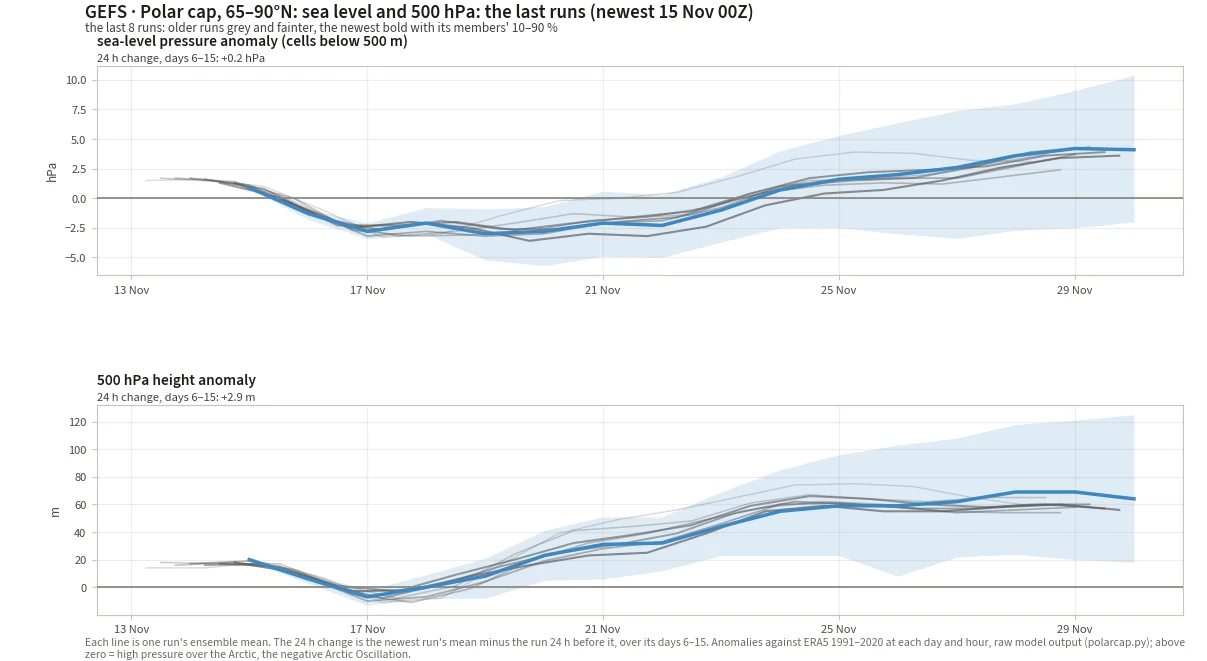 GEFS · Polar cap, 65–90°N: sea level and 500 hPa: the last runs (newest 15 Nov 00Z)
the last 8 runs: older runs grey and fainter, the newest bold with its members' 10–90 %
sea-level pressure anomaly (cells below 500 m)
24 h change, days 6–15: +0.2 hPa
10.0
7.5
5.0
2.5
0.0
−2.5
−5.0
hPa
13 Nov 17 Nov 21 Nov 25 Nov 29 Nov
500 hPa height anomaly
24 h change, days 6–15: +2.9 m
120
100
80
60
40
20
0
m
13 Nov 17 Nov 21 Nov 25 Nov 29 Nov
Each line is one run's ensemble mean. The 24 h change is the newest run's mean minus the run 24 h before it, over its days 6–15. Anomalies against ERA5 1991–2020 at each day and hour, raw model output (polarcap.py); above
zero = high pressure over the Arctic, the negative Arctic Oscillation.